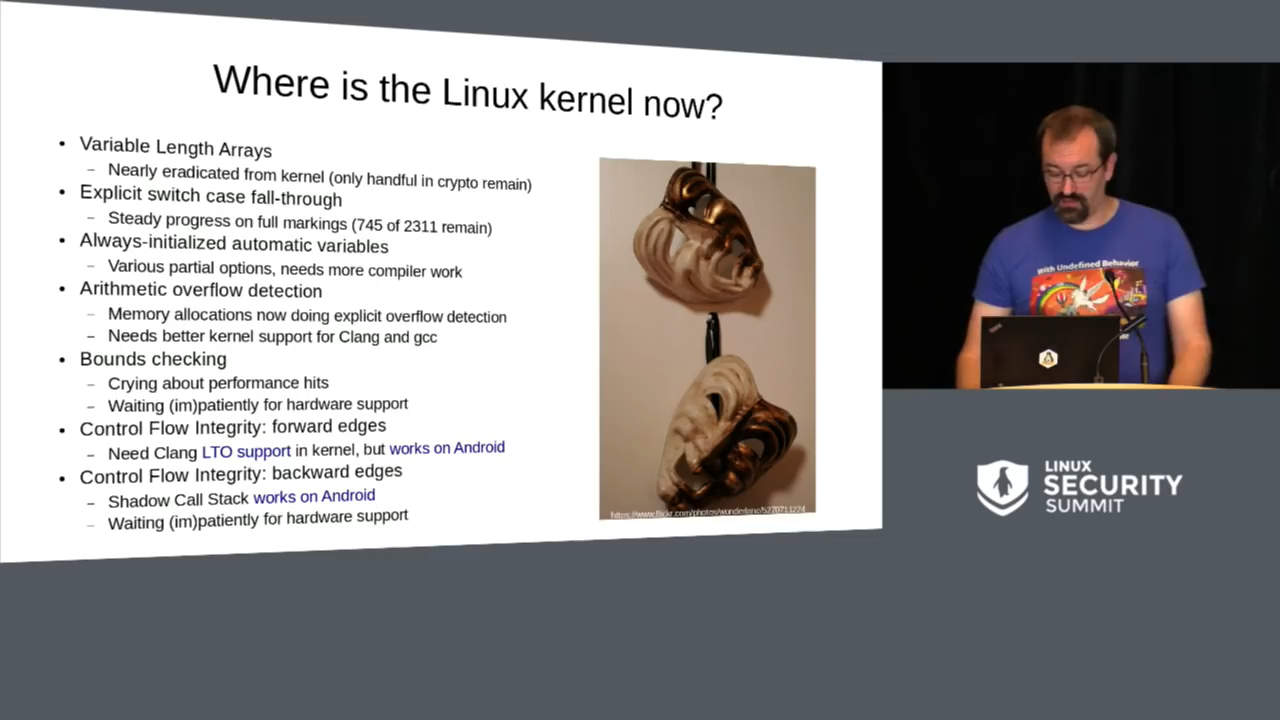 Where is the Linux kernel now?
• Variable Length Arrays
– Nearly eradicated from kernel (only handful in crypto remain)
• Explicit switch case fall-through
– Steady progress on full markings (745 of 2311 remain)
• Always-initialized automatic variables
– Various partial options, needs more compiler work
• Arithmetic overflow detection
– Memory allocations now doing explicit overflow detection
– Needs better kernel support for Clang and gcc
• Bounds checking
– Crying about performance hits
– Waiting (im)patiently for hardware support
• Control Flow Integrity: forward edges
– Need Clang LTO support in kernel, but works on Android
• Control Flow Integrity: backward edges
– Shadow Call Stack works on Android
– Waiting (im)patiently for hardware support
With Undefined Behavior
LINUX
SECURITY
SUMMIT